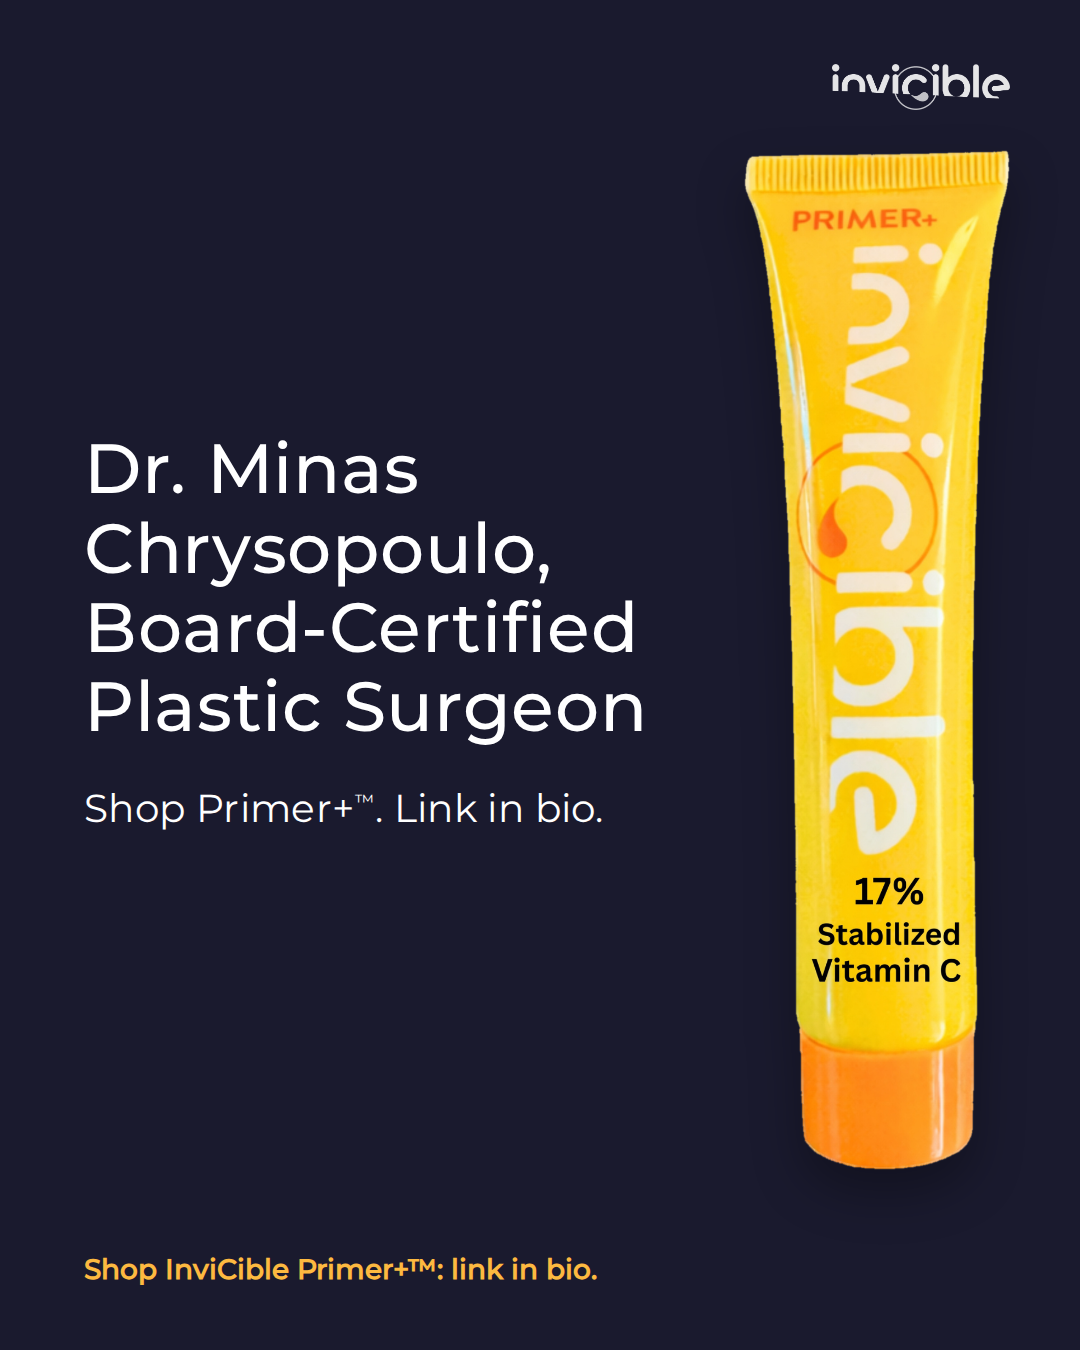 invicible
PRIMER+
invicible
Dr. Minas
Chrysopoulo,
Board-Certified
Plastic Surgeon
Shop Primer+™. Link in bio.
17%
Stabilized
Vitamin C
Shop InviCible Primer+™: link in bio.